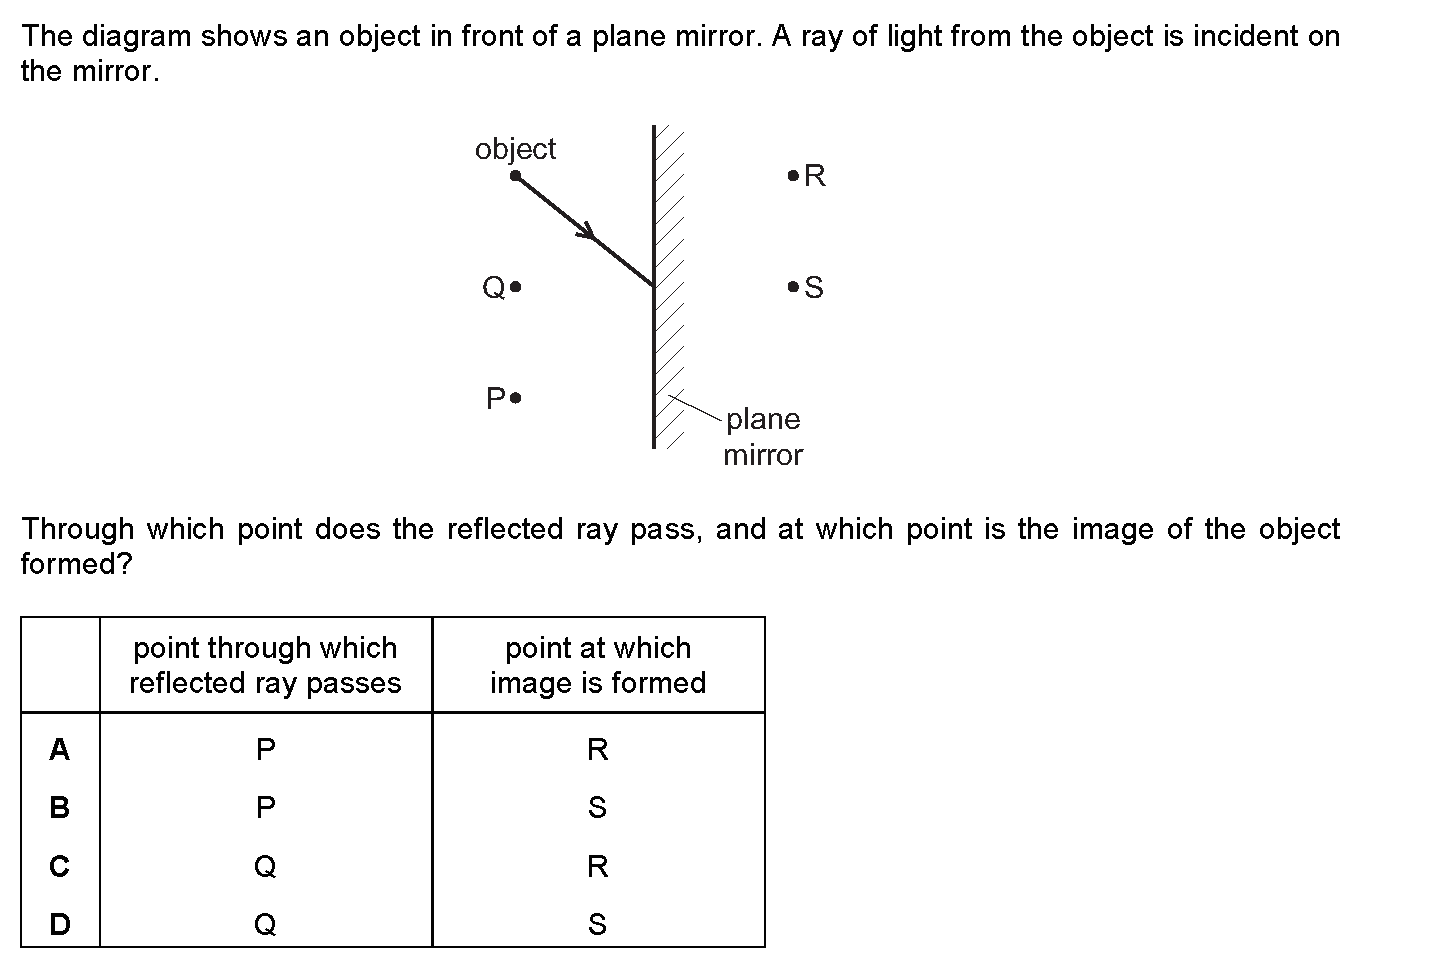 The diagram shows an object in front of a plane mirror. A ray of light from the object is incident on
the mirror.
object
R
Q
S
P
plane
mirror
Through which point does the reflected ray pass, and at which point is the image of the object
formed?
point through which
reflected ray passes
point at which
image is formed
A P R
B P S
C Q R
D Q S